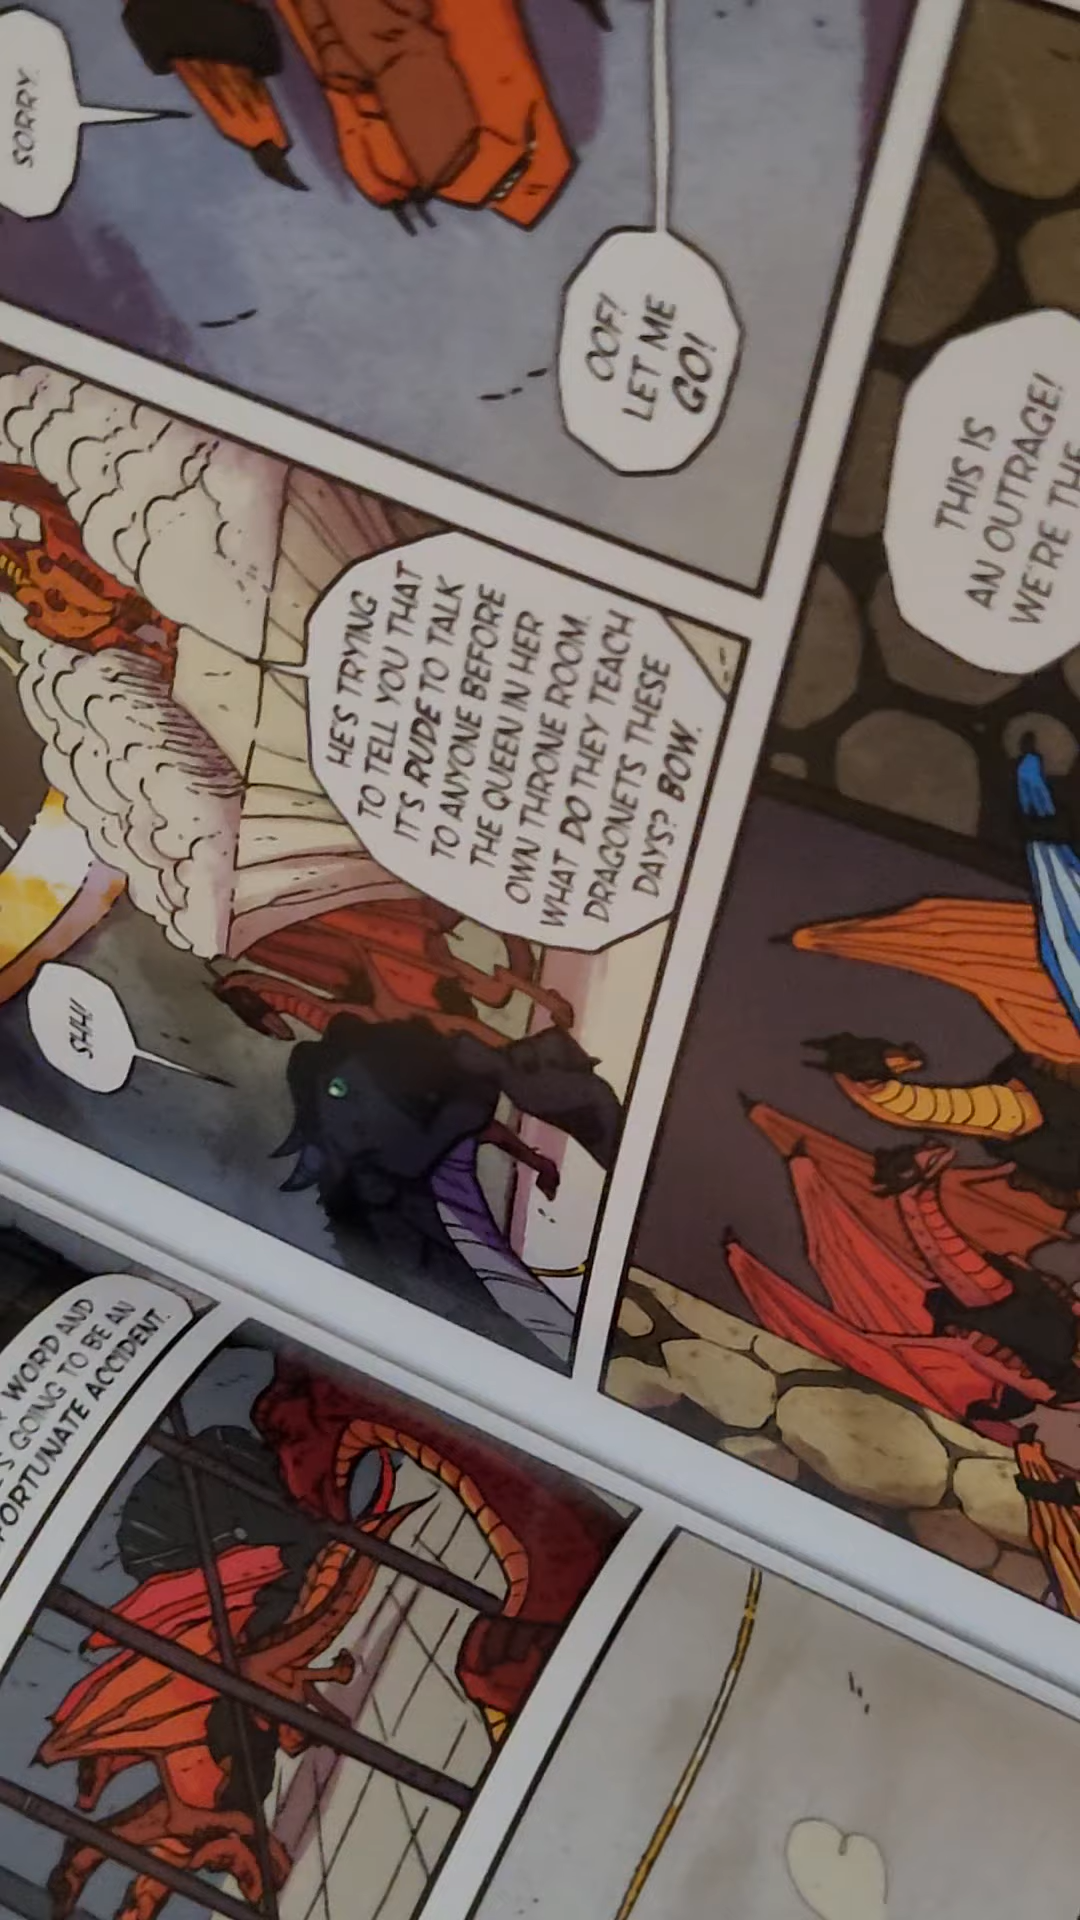 SORRY.
OOF!
LET ME
GO!
HE'S TRYING
TO TELL YOU THAT
IT'S RUDE TO TALK
TO ANYONE BEFORE
THE QUEEN IN HER
OWN THRONE ROOM.
WHAT DO THEY TEACH
DRAGONETS THESE
DAYS? BOW.
SHH!
THIS IS
AN OUTRAGE!
WE'RE THE
WORD AND
GOING TO BE AN
ACCIDENT.